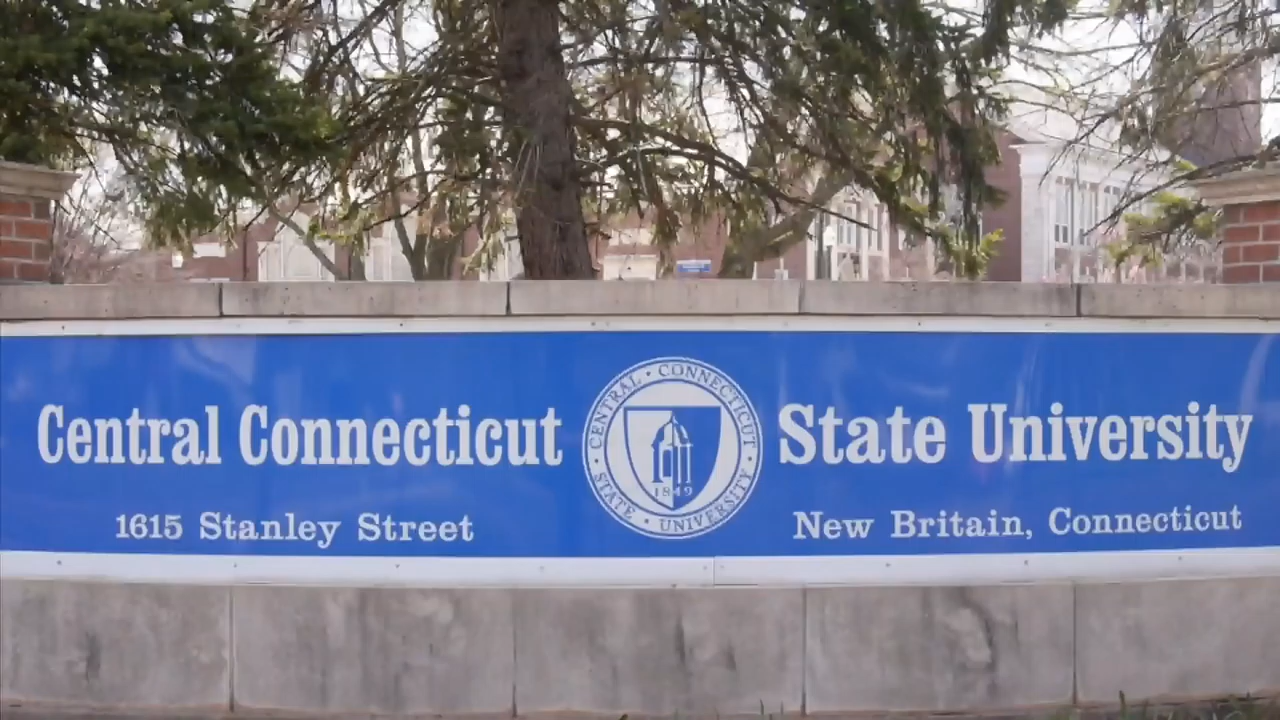 Central Connecticut
State University
CENTRAL · CONNECTICUT · STATE · UNIVERSITY ·
1849
1615 Stanley Street
New Britain, Connecticut